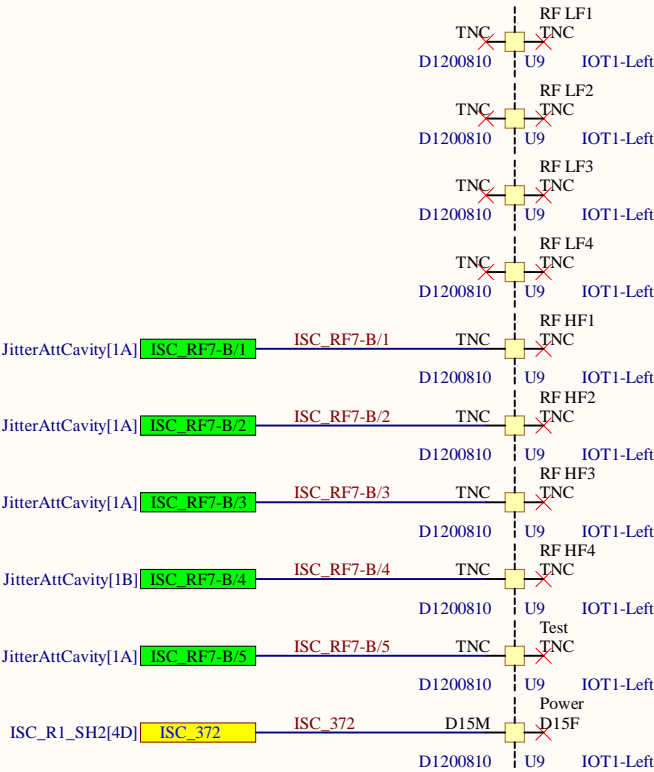 RF LF1
TNC TNC
D1200810 U9 IOT1-Left
RF LF2
TNC TNC
D1200810 U9 IOT1-Left
RF LF3
TNC TNC
D1200810 U9 IOT1-Left
RF LF4
TNC TNC
D1200810 U9 IOT1-Left
RF HF1
JitterAttCavity[1A] ISC_RF7-B/1 ISC_RF7-B/1 TNC TNC
D1200810 U9 IOT1-Left
RF HF2
JitterAttCavity[1A] ISC_RF7-B/2 ISC_RF7-B/2 TNC TNC
D1200810 U9 IOT1-Left
RF HF3
JitterAttCavity[1A] ISC_RF7-B/3 ISC_RF7-B/3 TNC TNC
D1200810 U9 IOT1-Left
RF HF4
JitterAttCavity[1B] ISC_RF7-B/4 ISC_RF7-B/4 TNC TNC
D1200810 U9 IOT1-Left
Test
JitterAttCavity[1A] ISC_RF7-B/5 ISC_RF7-B/5 TNC TNC
D1200810 U9 IOT1-Left
Power
ISC_R1_SH2[4D] ISC_372 ISC_372 D15M D15F
D1200810 U9 IOT1-Left